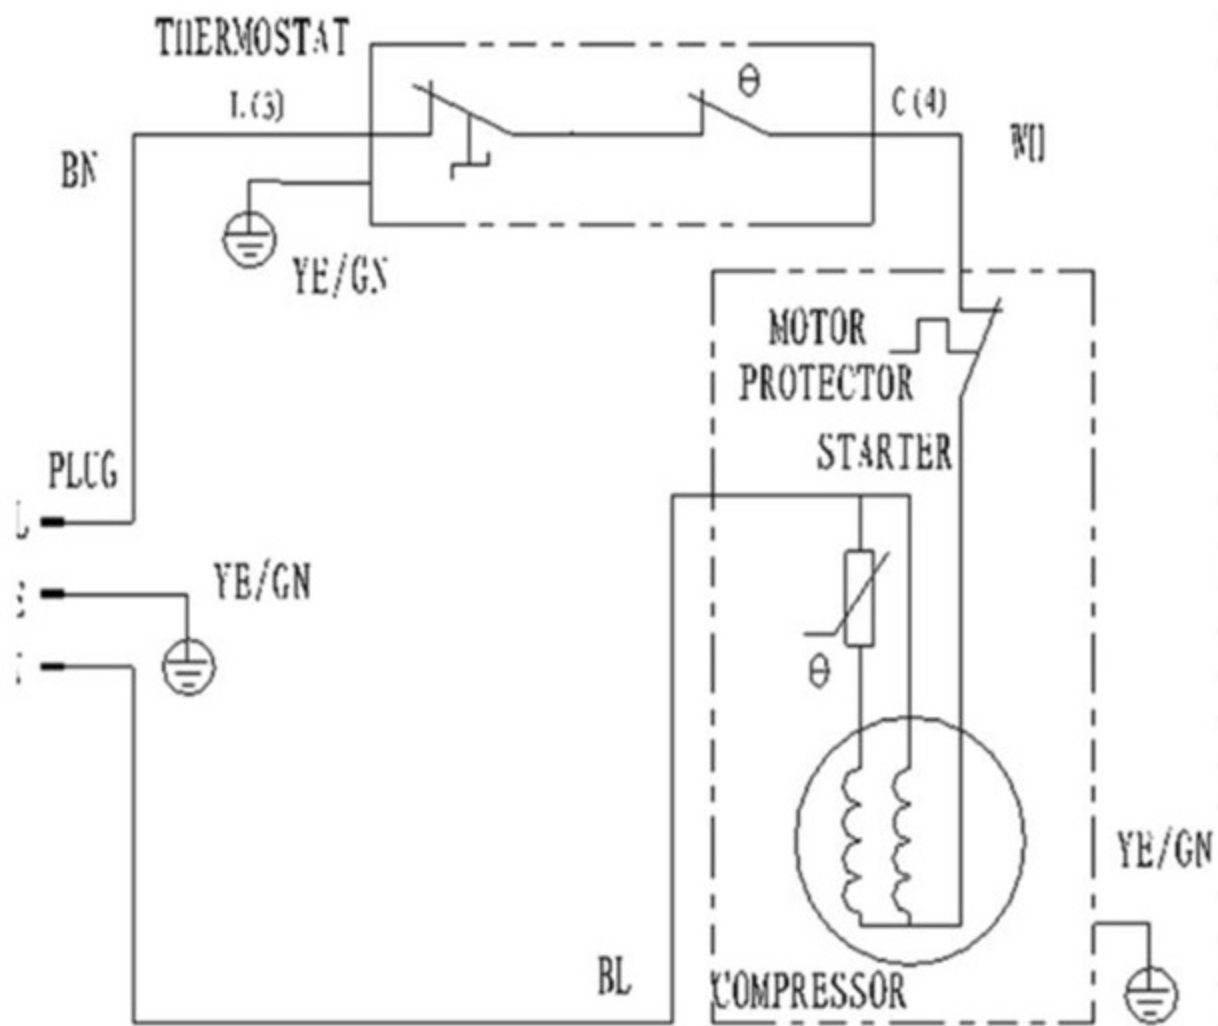 THERMOSTAT
L(3)
θ
C(4)
BN
YE/GN
MOTOR
PROTECTOR
STARTER
PLUG
YE/GN
θ
YE/GN
BL
COMPRESSOR